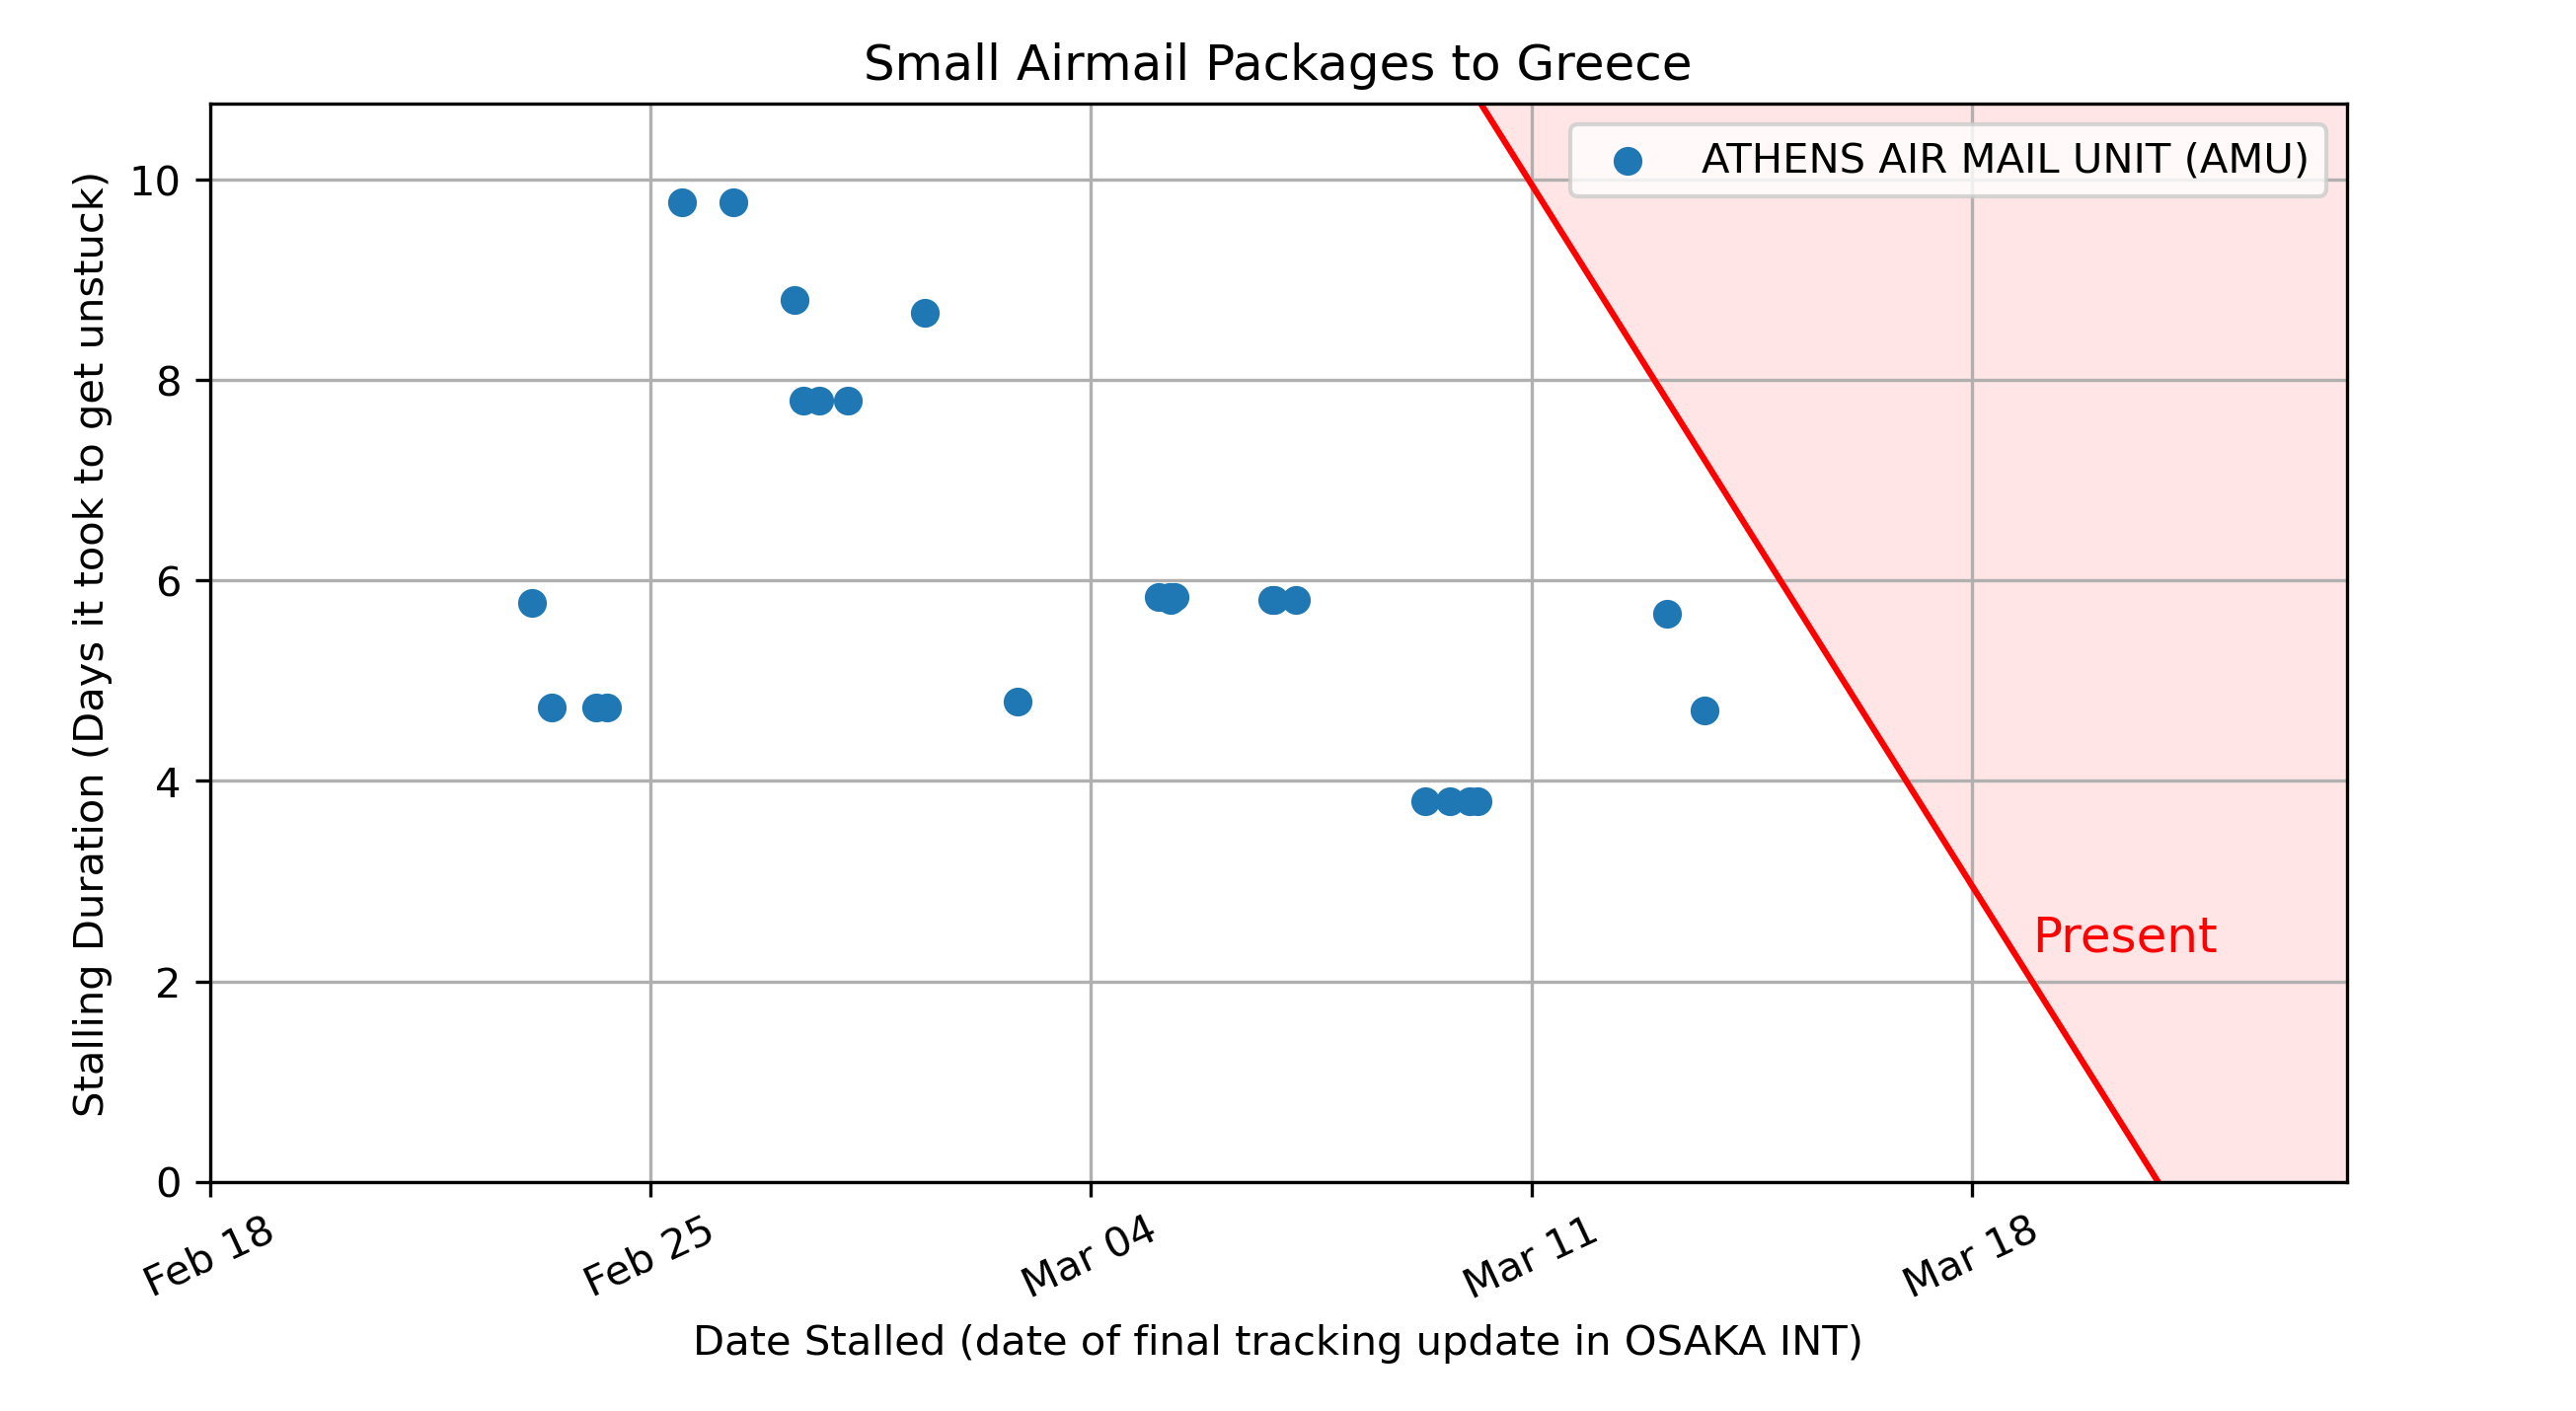 Small Airmail Packages to Greece
ATHENS AIR MAIL UNIT (AMU)
Stalling Duration (Days it took to get unstuck)
10
8
6
4
2
0
Present
Feb 18
Feb 25
Mar 04
Mar 11
Mar 18
Date Stalled (date of final tracking update in OSAKA INT)